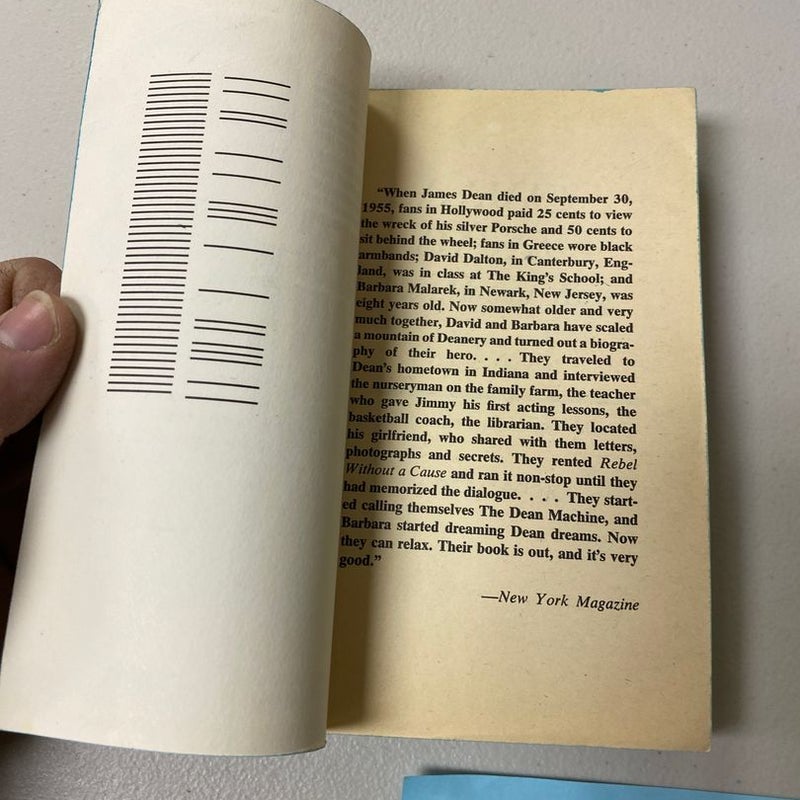 "When James Dean died on September 30,
1955, fans in Hollywood paid 25 cents to view
the wreck of his silver Porsche and 50 cents to
sit behind the wheel; fans in Greece wore black
armbands; David Dalton, in Canterbury, Eng-
land, was in class at The King's School; and
Barbara Malarek, in Newark, New Jersey, was
eight years old. Now somewhat older and very
much together, David and Barbara have scaled
a mountain of Deanery and turned out a biogra-
phy of their hero. . . . They traveled to
Dean's hometown in Indiana and interviewed
the nurseryman on the family farm, the teacher
who gave Jimmy his first acting lessons, the
basketball coach, the librarian. They located
his girlfriend, who shared with them letters,
photographs and secrets. They rented Rebel
Without a Cause and ran it non-stop until they
had memorized the dialogue. . . . They start-
ed calling themselves The Dean Machine, and
Barbara started dreaming Dean dreams. Now
they can relax. Their book is out, and it's very
good."
—New York Magazine